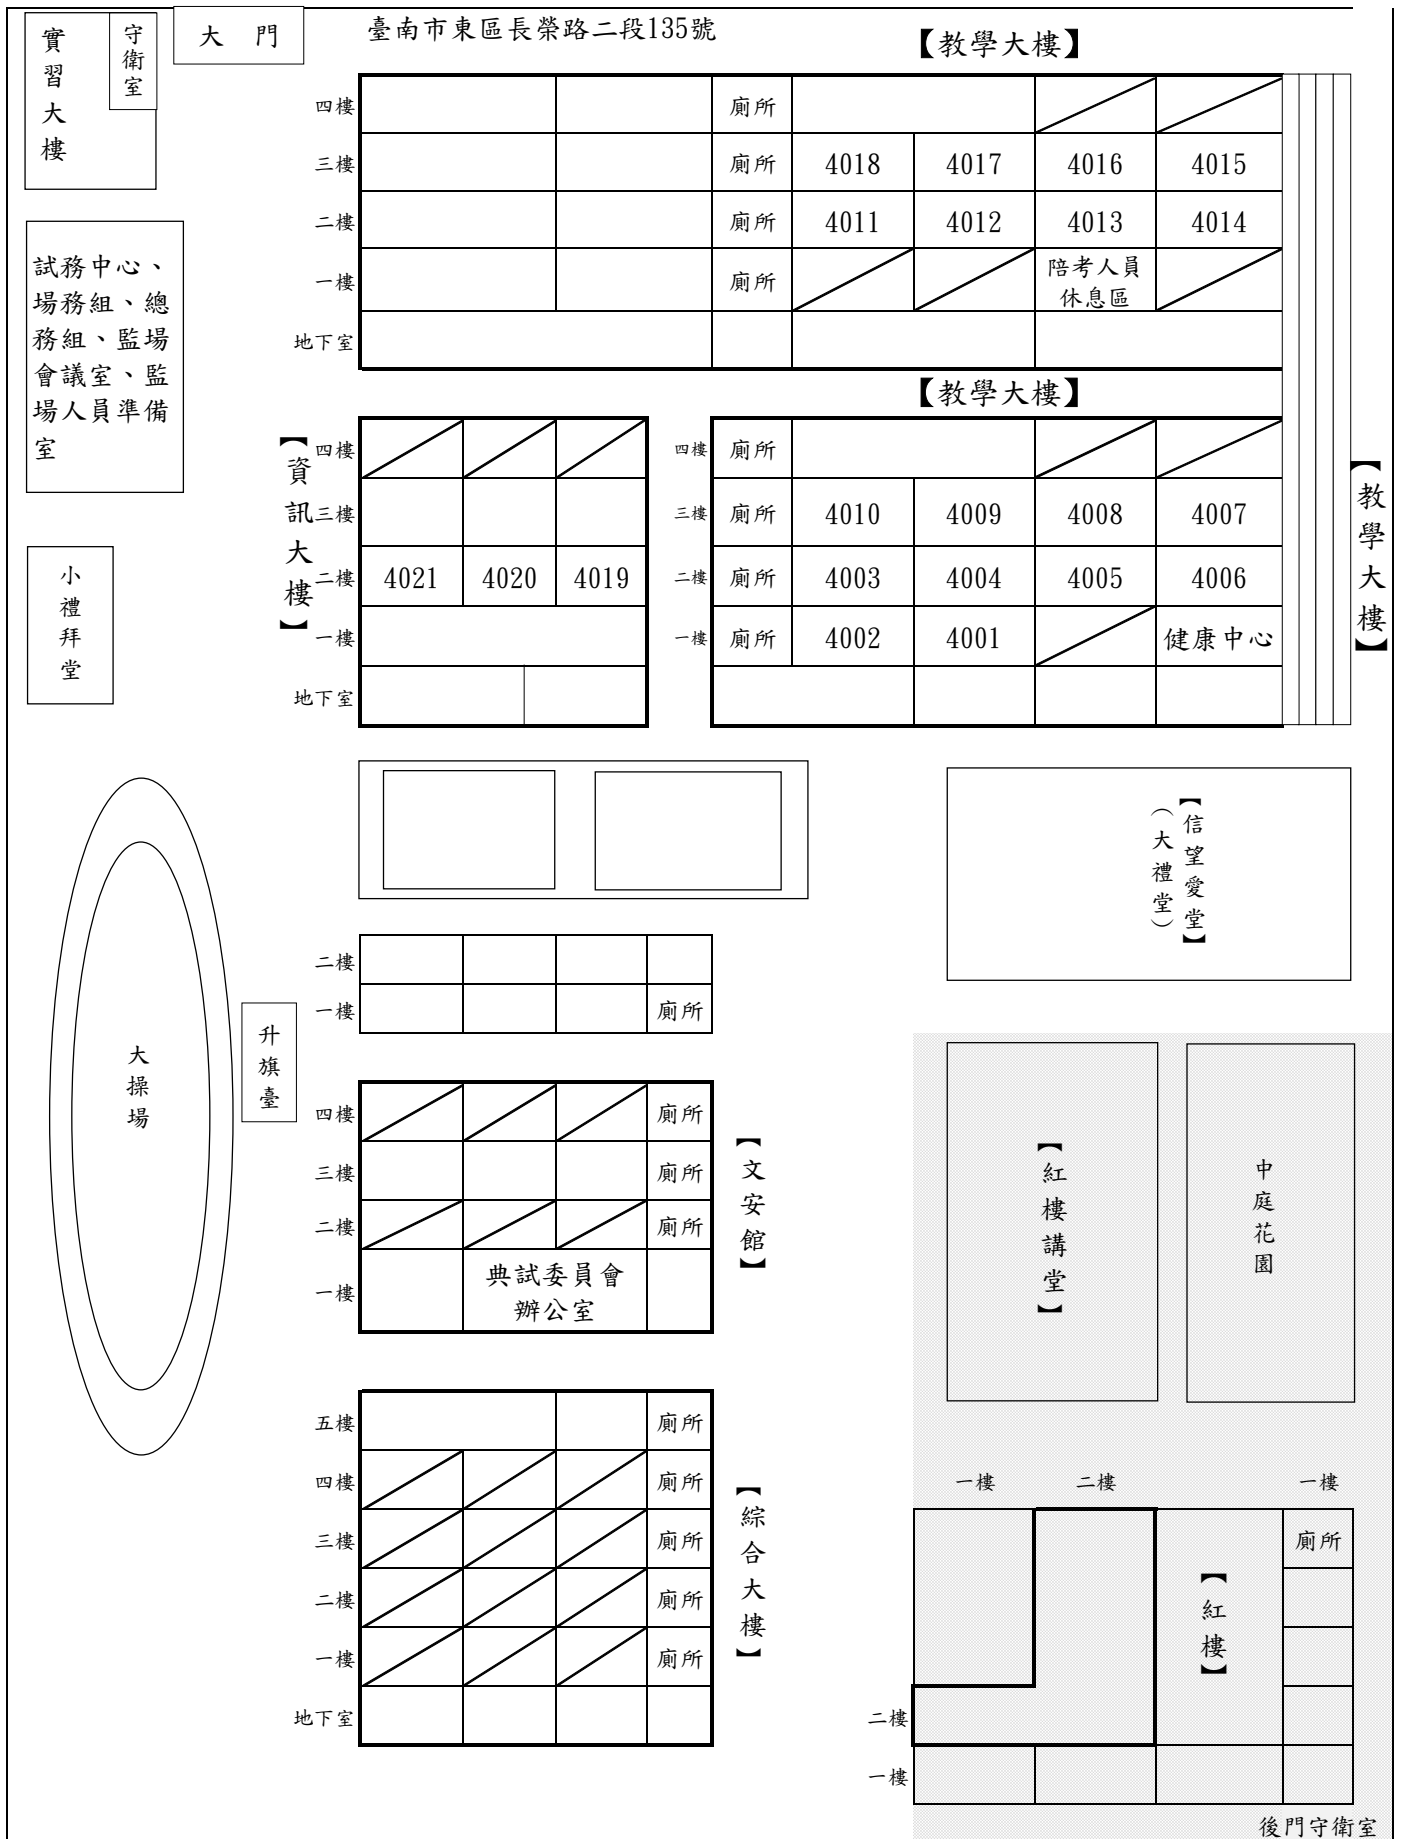 實習大樓
守衛室
大 門
臺南市東區長榮路二段135號
【教學大樓】
四樓 廁所
三樓 廁所 4018 4017 4016 4015
二樓 廁所 4011 4012 4013 4014
一樓 廁所 陪考人員
休息區
地下室
試務中心、
場務組、總
務組、監場
會議室、監
場人員準備
室
【教學大樓】
【資訊大樓】
四樓
三樓
二樓 4021 4020 4019
一樓
地下室
四樓 廁所
三樓 廁所 4010 4009 4008 4007
二樓 廁所 4003 4004 4005 4006
一樓 廁所 4002 4001 健康中心
【教學大樓】
小禮拜堂
【信望愛堂】
（大禮堂）
二樓
一樓 廁所
升旗臺
大操場
四樓 廁所
三樓 廁所
二樓 廁所
一樓 典試委員會
辦公室
【文安館】
【紅樓講堂】
中庭花園
五樓 廁所
四樓 廁所
三樓 廁所
二樓 廁所
一樓 廁所
地下室
【綜合大樓】
一樓 二樓 一樓
廁所
【紅樓】
二樓
一樓
後門守衛室